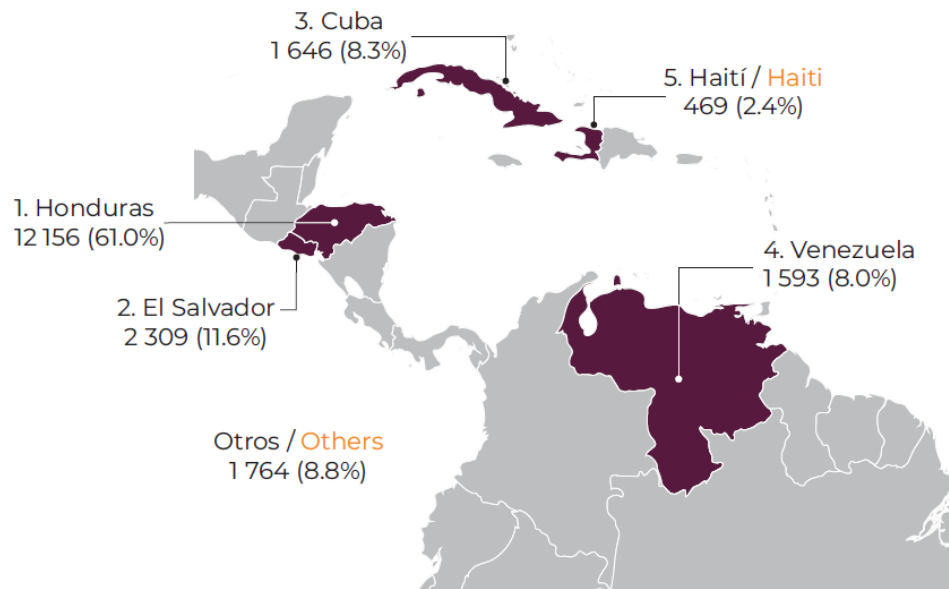 3. Cuba
1 646 (8.3%)
5. Haití / Haiti
469 (2.4%)
1. Honduras
12 156 (61.0%)
4. Venezuela
1 593 (8.0%)
2. El Salvador
2 309 (11.6%)
Otros / Others
1 764 (8.8%)